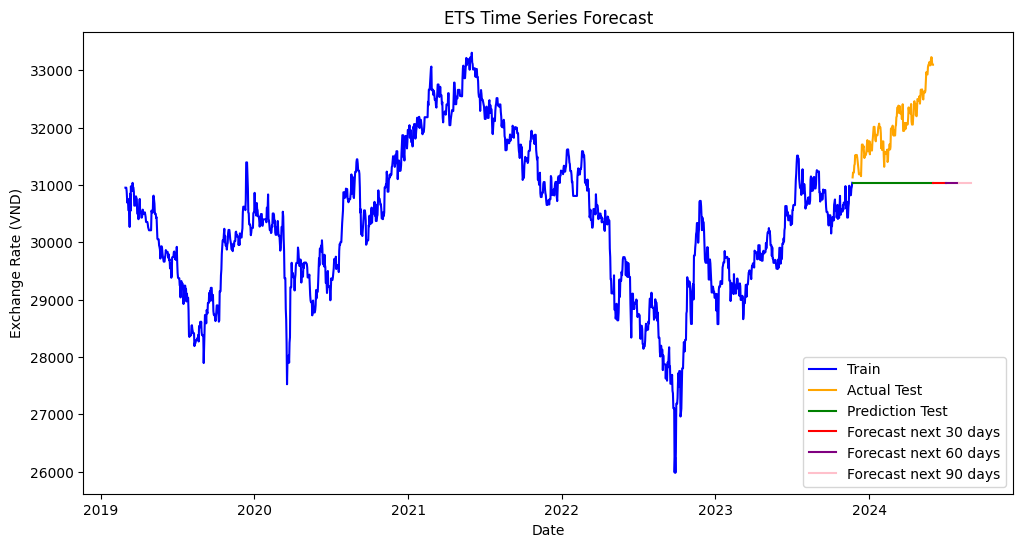 ETS Time Series Forecast
Exchange Rate (VND)
33000
32000
31000
30000
29000
28000
27000
26000
2019
2020
2021
2022
2023
2024
Date
Train
Actual Test
Prediction Test
Forecast next 30 days
Forecast next 60 days
Forecast next 90 days